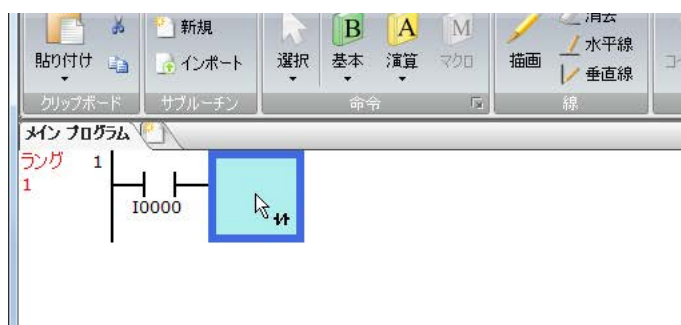 新規
消去
B
A
M
水平線
貼り付け
インポート
選択
基本
演算
マクロ
描画
垂直線
クリップボード
サブルーチン
命令
線
メイン プログラム
ラング 1
1
I0000